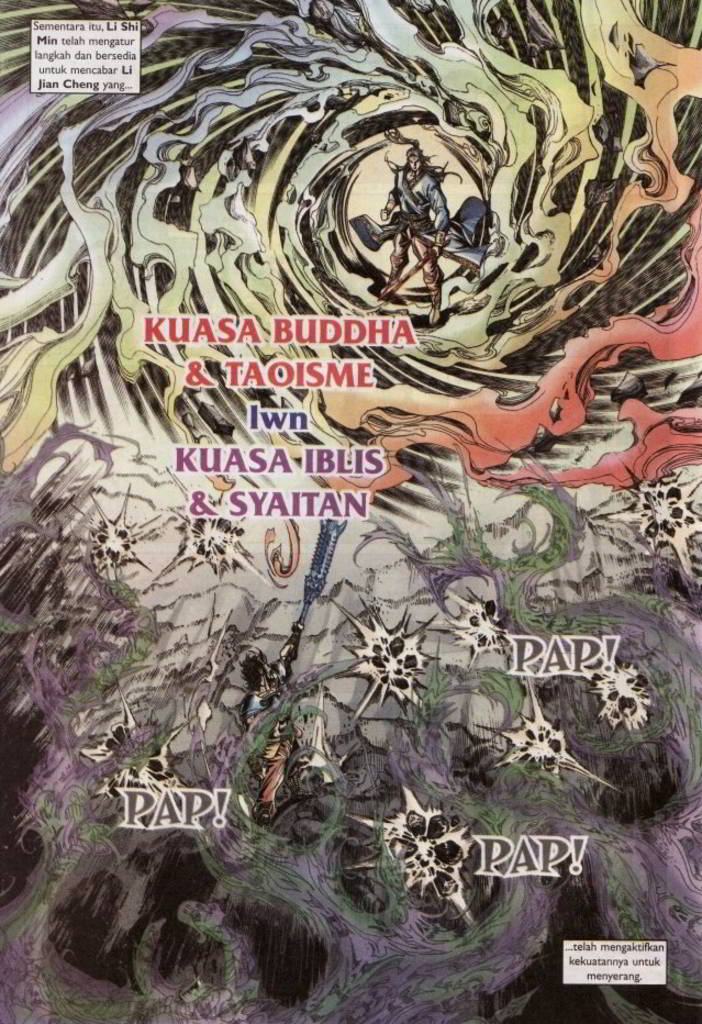 Sementara itu, Li Shi
Min telah mengatur
langkah dan bersedia
untuk mencabar Li
Jian Cheng yang...
KUASA BUDDHA
& TAOISME
lwn
KUASA IBLIS
& SYAITAN
PAP!
PAP!
PAP!
...telah mengaktifkan
kekuatannya untuk
menyerang.